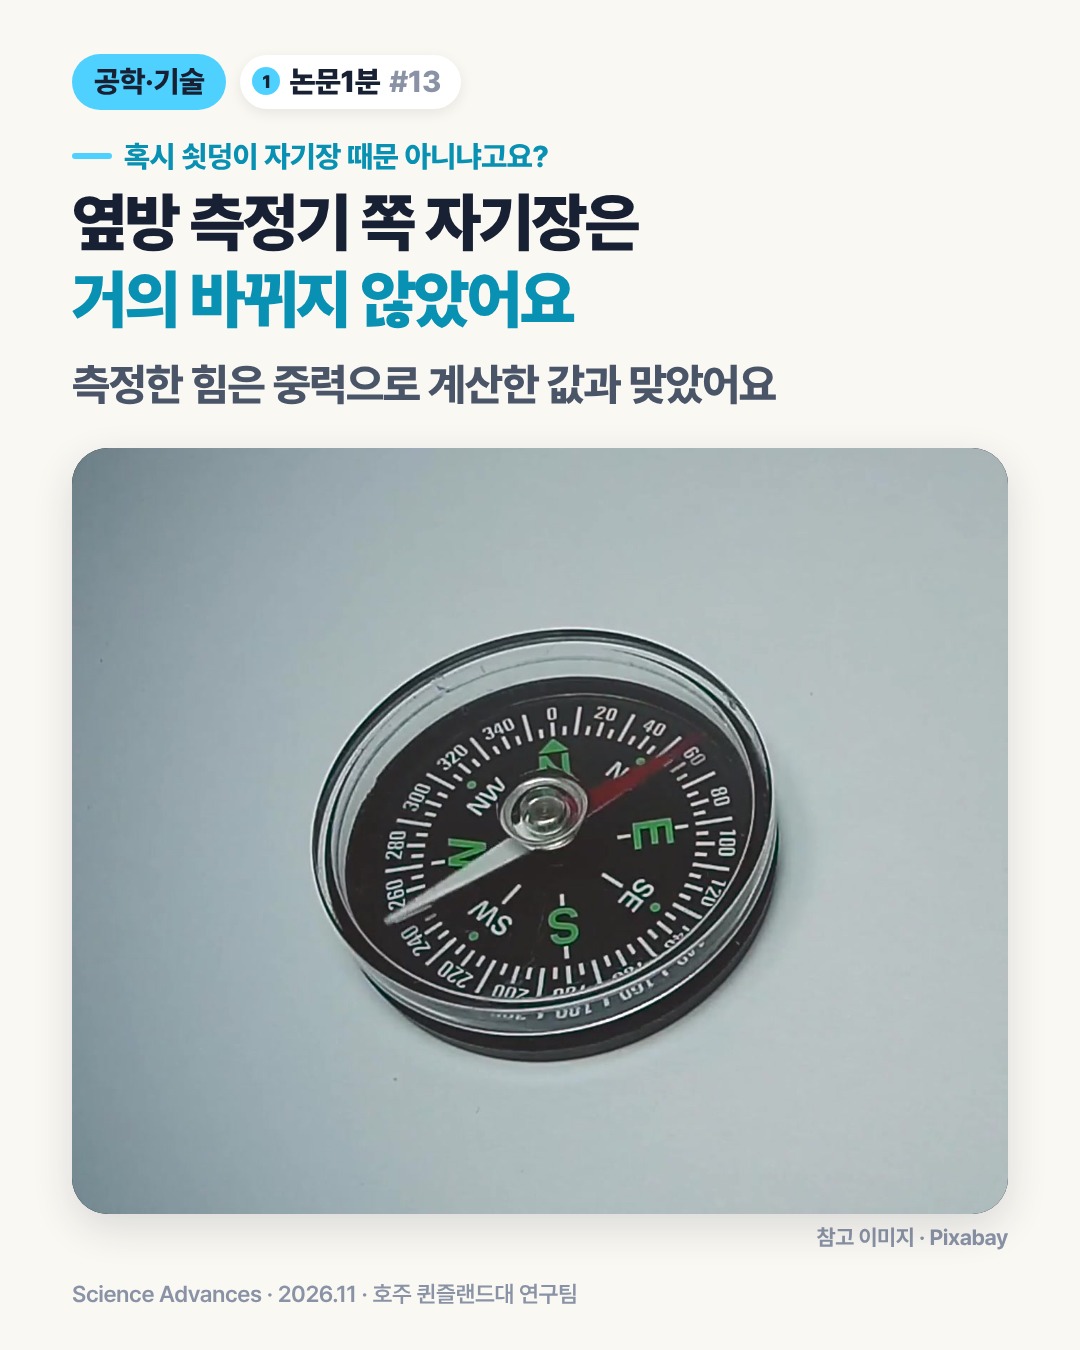 공학·기술
1 논문1분 #13
혹시 쇳덩이 자기장 때문 아니냐고요?
옆방 측정기 쪽 자기장은
거의 바뀌지 않았어요
측정한 힘은 중력으로 계산한 값과 맞았어요
340 0 20 40 60 80 100 120
320 300 280 260 240 220 200
NW N E SE S SW
160
참고 이미지 · Pixabay
Science Advances · 2026.11 · 호주 퀸즐랜드대 연구팀